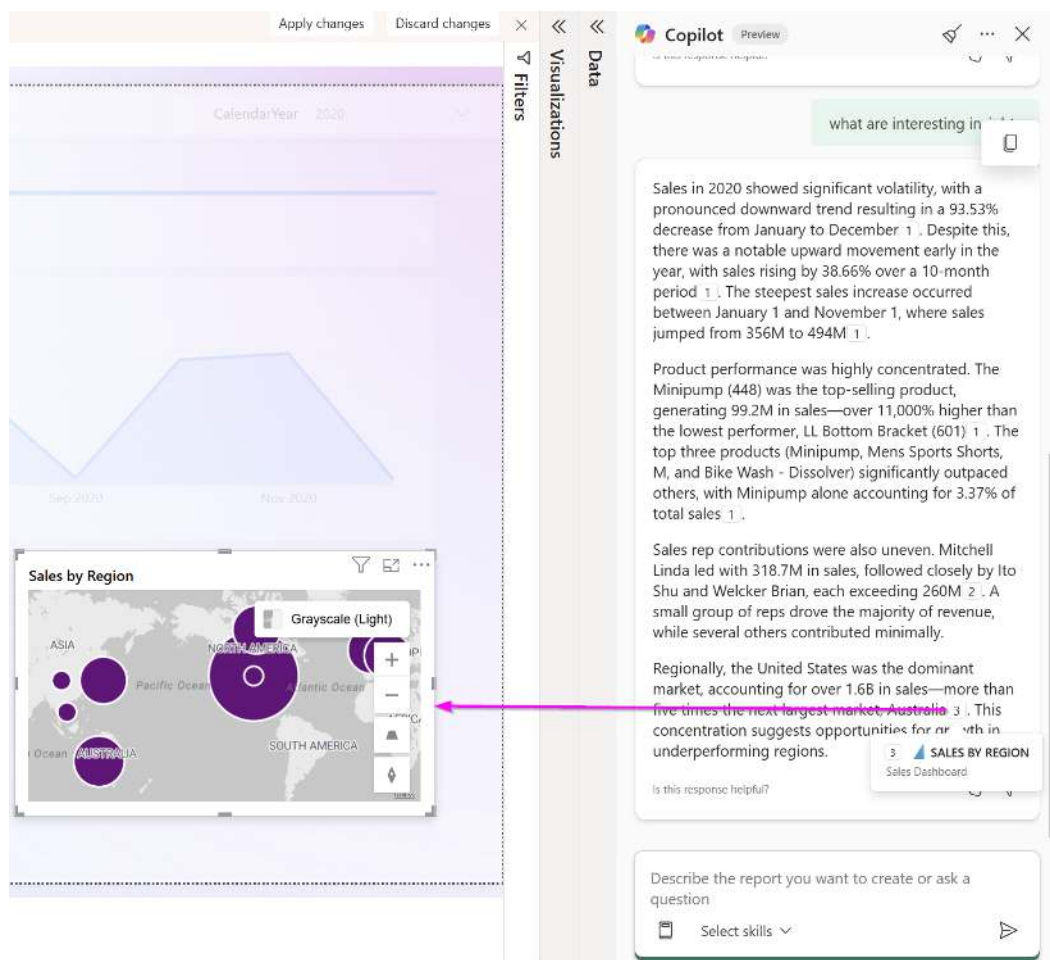 Apply changes
Discard changes
Filters
Visualizations
Data
CalendarYear 2020
Sep 2020
Nov 2020
Sales by Region
Grayscale (Light)
ASIA
NORTH AMERICA
Pacific Ocean
Atlantic Ocean
SOUTH AMERICA
Ocean
AUSTRALIA
Copilot
Preview
Is this response helpful?
what are interesting
Sales in 2020 showed significant volatility, with a
pronounced downward trend resulting in a 93.53%
decrease from January to December 1 . Despite this,
there was a notable upward movement early in the
year, with sales rising by 38.66% over a 10-month
period 1 . The steepest sales increase occurred
between January 1 and November 1, where sales
jumped from 356M to 494M 1 .
Product performance was highly concentrated. The
Minipump (448) was the top-selling product,
generating 99.2M in sales—over 11,000% higher than
the lowest performer, LL Bottom Bracket (601) 1 . The
top three products (Minipump, Mens Sports Shorts,
M, and Bike Wash - Dissolver) significantly outpaced
others, with Minipump alone accounting for 3.37% of
total sales 1 .
Sales rep contributions were also uneven. Mitchell
Linda led with 318.7M in sales, followed closely by Ito
Shu and Welcker Brian, each exceeding 260M 2 . A
small group of reps drove the majority of revenue,
while several others contributed minimally.
Regionally, the United States was the dominant
market, accounting for over 1.6B in sales—more than
five times the next largest market, Australia 3 . This
concentration suggests opportunities for growth in
underperforming regions.
3 SALES BY REGION
Sales Dashboard
Is this response helpful?
Describe the report you want to create or ask a
question
Select skills